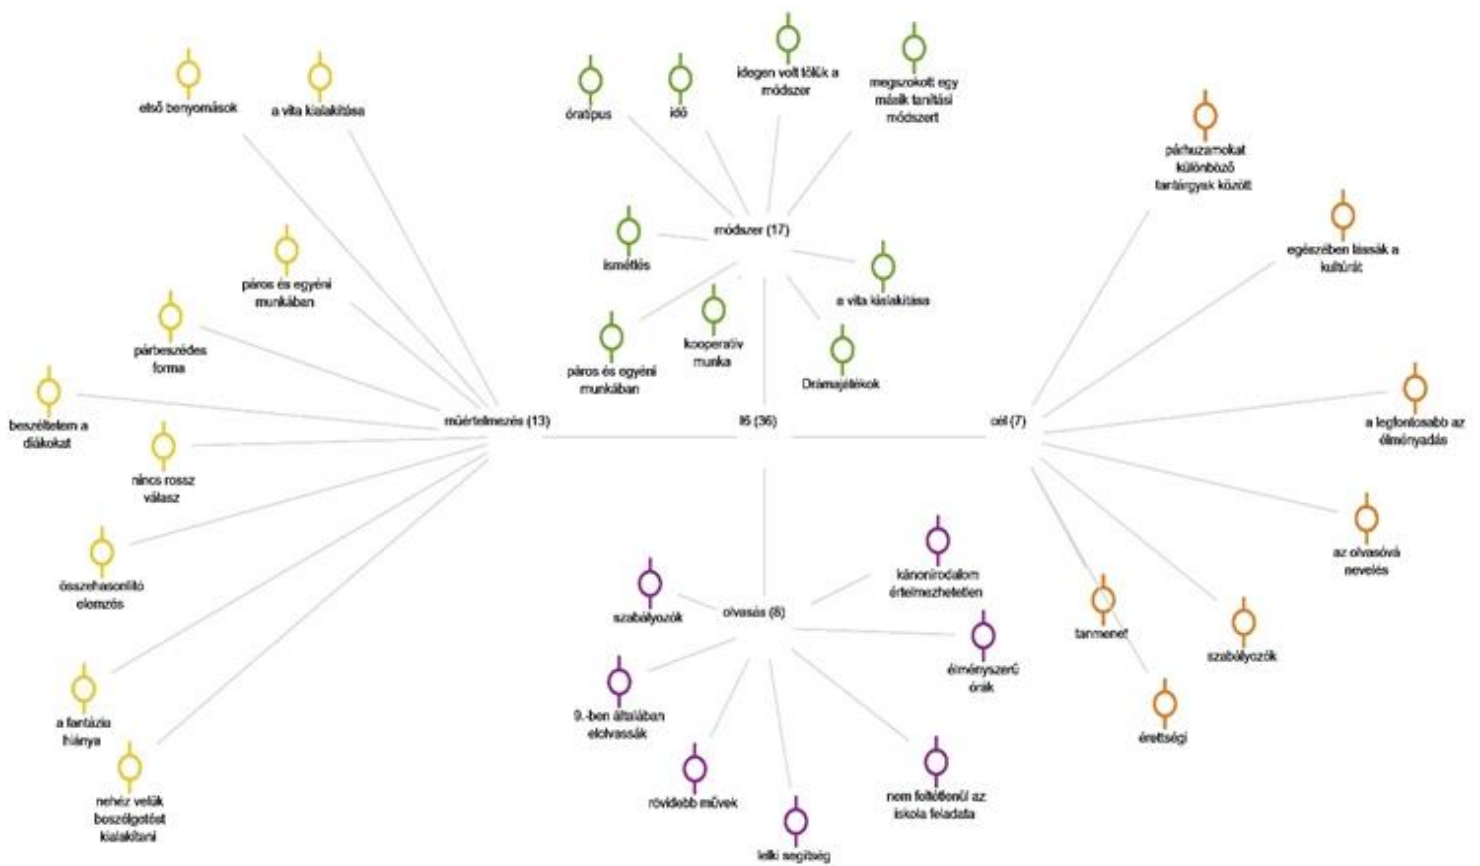 első benyomások
a vita kialakítása
páros és egyéni
munkában
párbeszédes
forma
beszéltetem a
diákokat
nincs rossz
válasz
összehasonlító
elemzés
a fantázia
hiánya
nehéz velük
beszélgetést
kialakítani
műértelmezés (13)
óratípus
idő
idegen volt tőlük a
módszer
megszokott egy
másik tanítási
módszert
módszer (17)
ismétlés
a vita kialakítása
páros és egyéni
munkában
kooperatív
munka
Drámajátékok
I6 (36)
cél (7)
párhuzamokat
különböző
tantárgyak között
egészében lássák a
kultúrát
a legfontosabb az
élményadás
az olvasóvá
nevelés
tanmenet
szabályozók
érettségi
olvasás (8)
szabályozók
kánonirodalom
értelmezhetetlen
élményszerű
órák
9.-ben általában
elolvassák
rövidebb művek
lelki segítség
nem feltétlenül az
iskola feladata